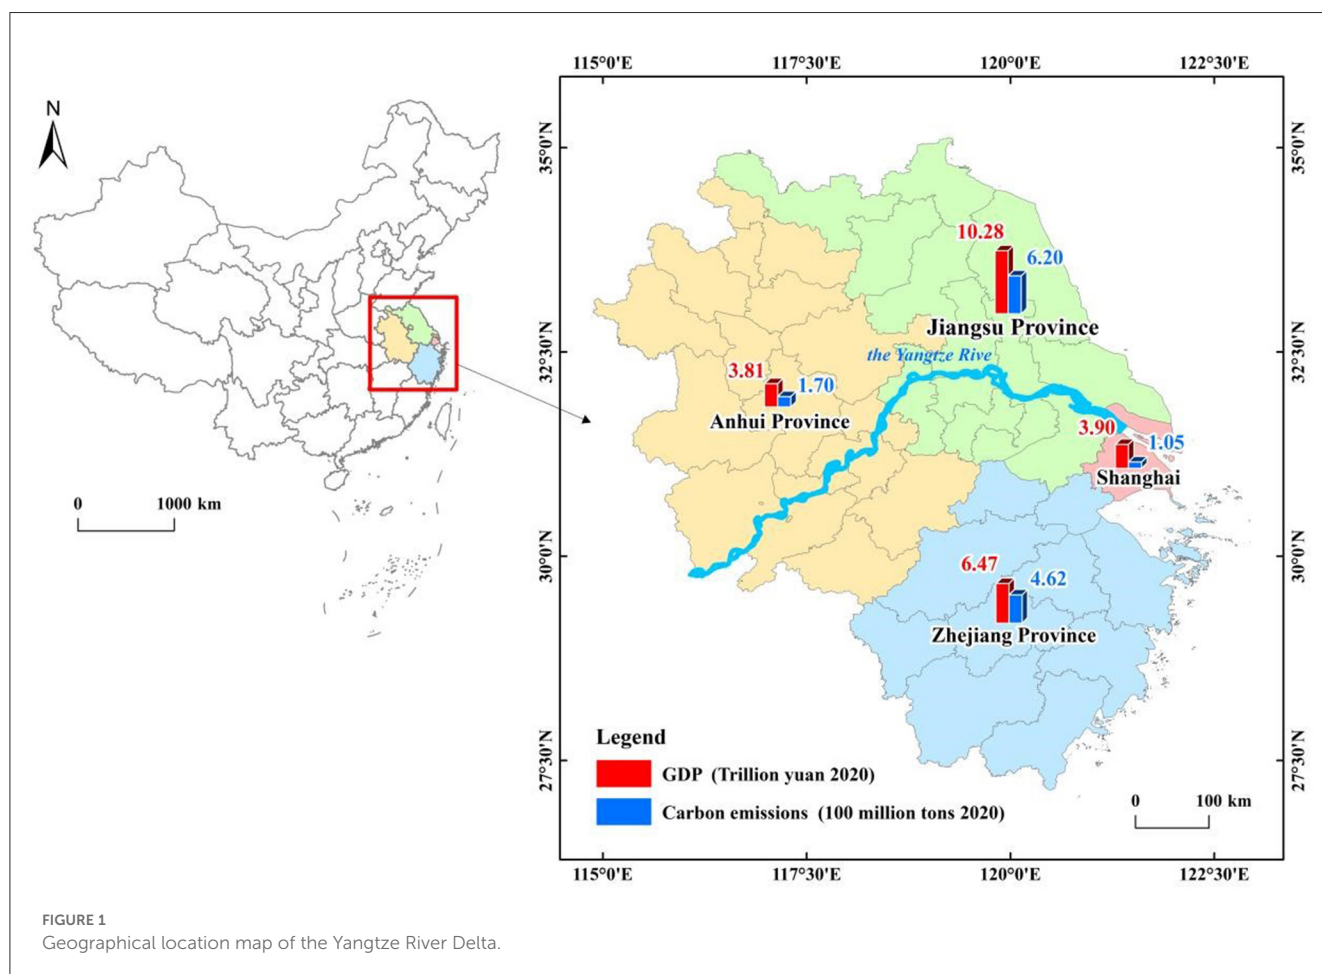 N
0 1000 km
115°0'E 117°30'E 120°0'E 122°30'E
35°0'N 35°0'N
10.28
6.20
Jiangsu Province
32°30'N 32°30'N
the Yangtze Rive
3.81
1.70
Anhui Province
3.90
1.05
Shanghai
30°0'N 30°0'N
6.47
4.62
Zhejiang Province
Legend
GDP (Trillion yuan 2020)
27°30'N 27°30'N
Carbon emissions (100 million tons 2020)
0 100 km
115°0'E 117°30'E 120°0'E 122°30'E
FIGURE 1
Geographical location map of the Yangtze River Delta.